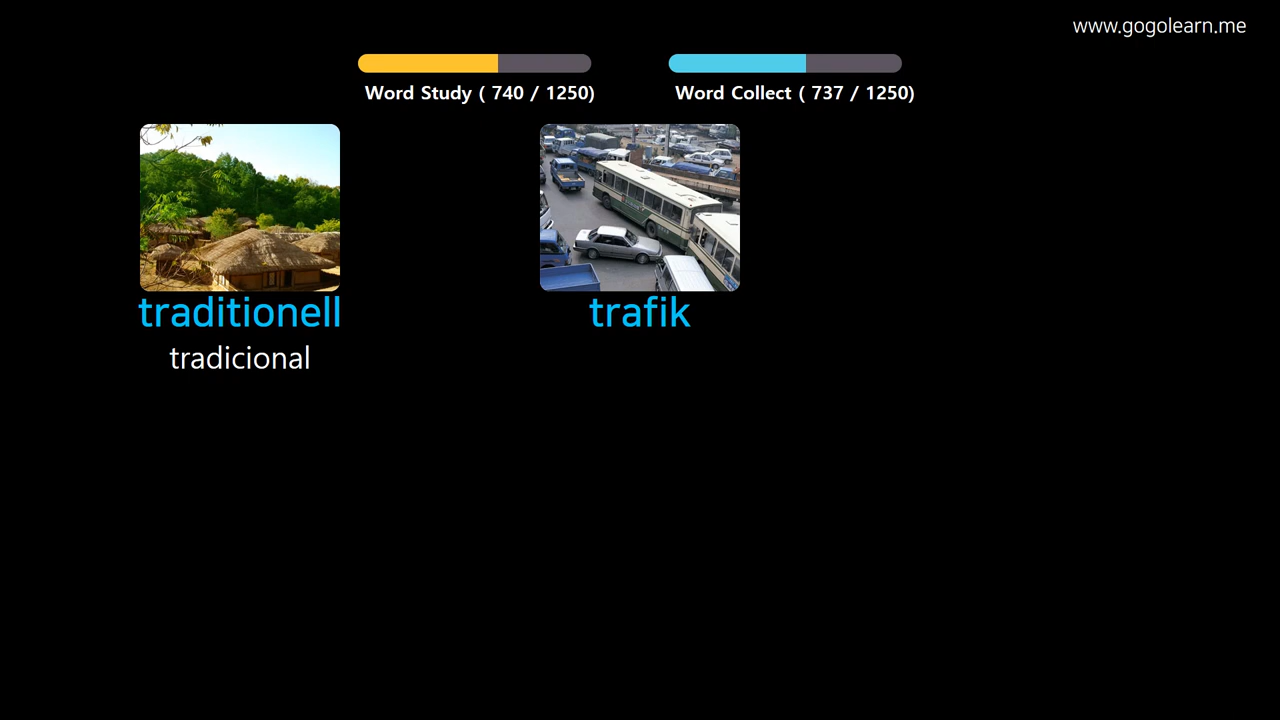 www.gogolearn.me
Word Study ( 740 / 1250)
Word Collect ( 737 / 1250)
traditionell
trafik
tradicional